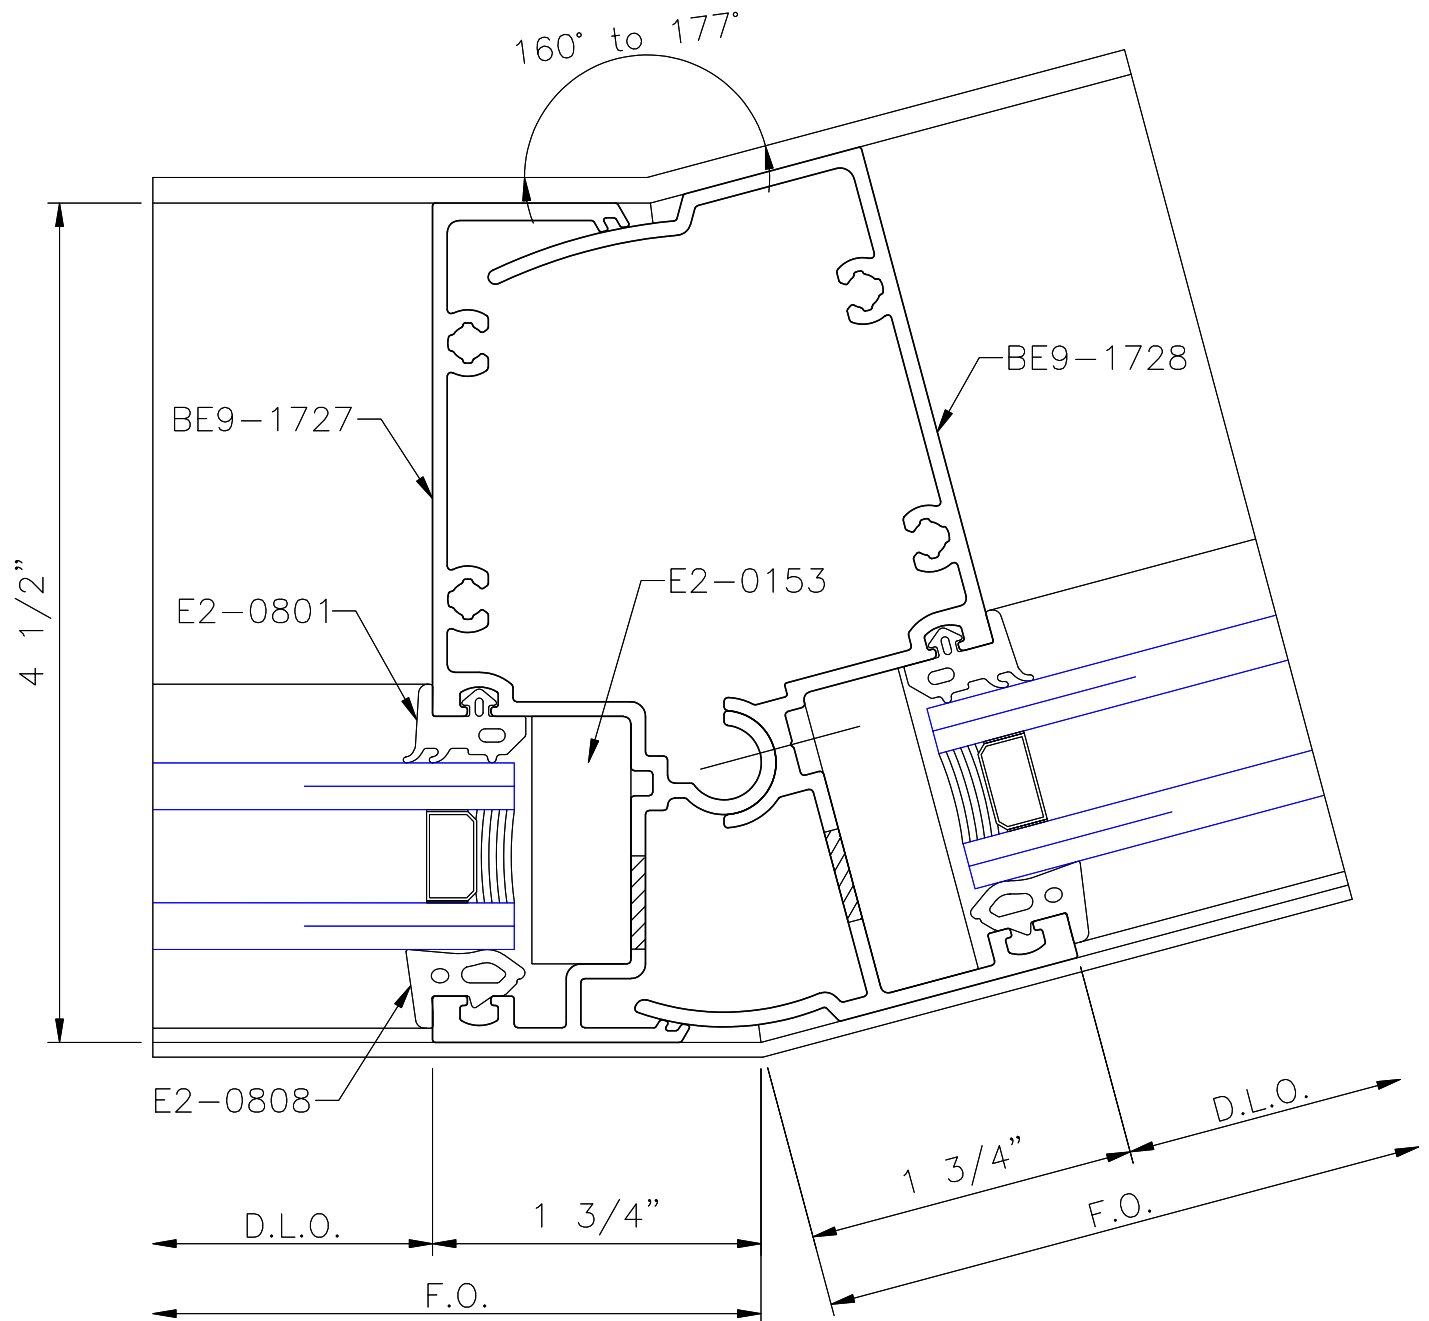 160° to 177°
BE9-1728
BE9-1727
E2-0153
E2-0801
4 1/2”
E2-0808
D.L.O.
1 3/4”
F.O.
1 3/4”
D.L.O.
F.O.